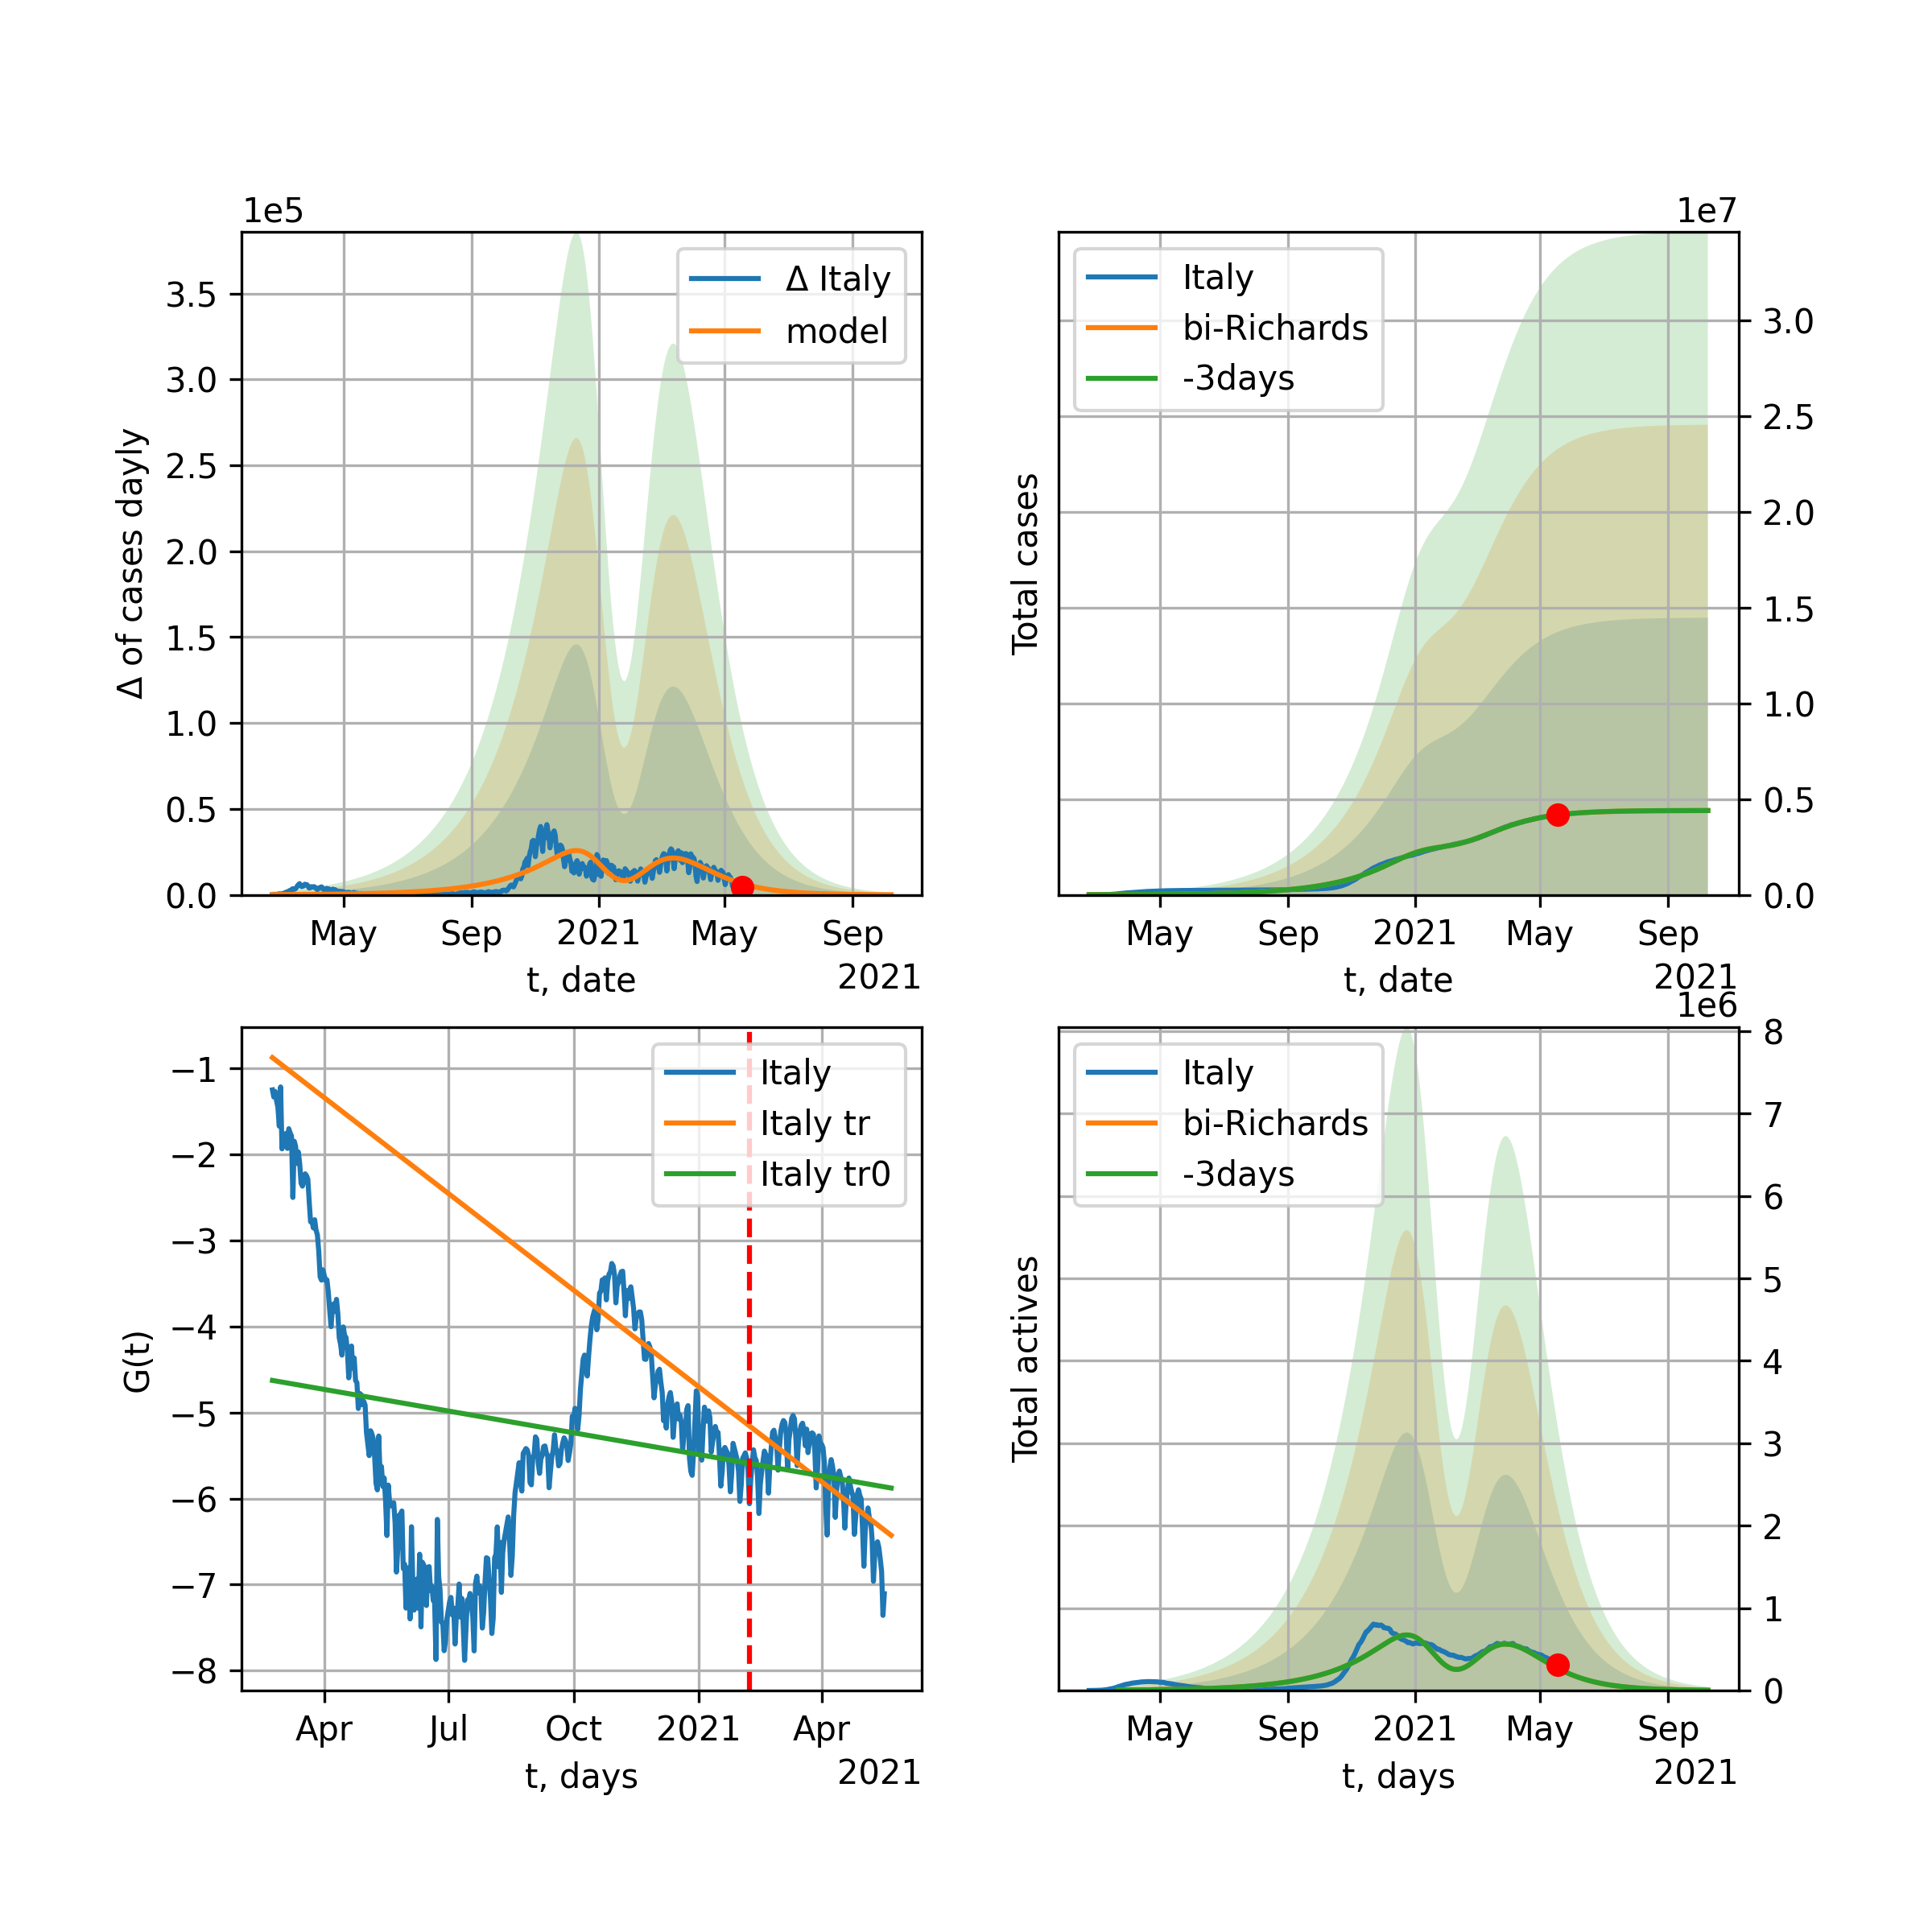 1e5
Δ of cases dayly
3.5
3.0
2.5
2.0
1.5
1.0
0.5
0.0
Δ Italy
model
May Sep 2021 May Sep
t, date
2021
1e7
Total cases
Italy
bi-Richards
-3days
3.0
2.5
2.0
1.5
1.0
0.5
0.0
May Sep 2021 May Sep
t, date
2021
G(t)
−1
−2
−3
−4
−5
−6
−7
−8
Italy
Italy tr
Italy tr0
Apr Jul Oct 2021 Apr
t, days
2021
1e6
Total actives
Italy
bi-Richards
-3days
8
7
6
5
4
3
2
1
0
May Sep 2021 May Sep
t, days
2021